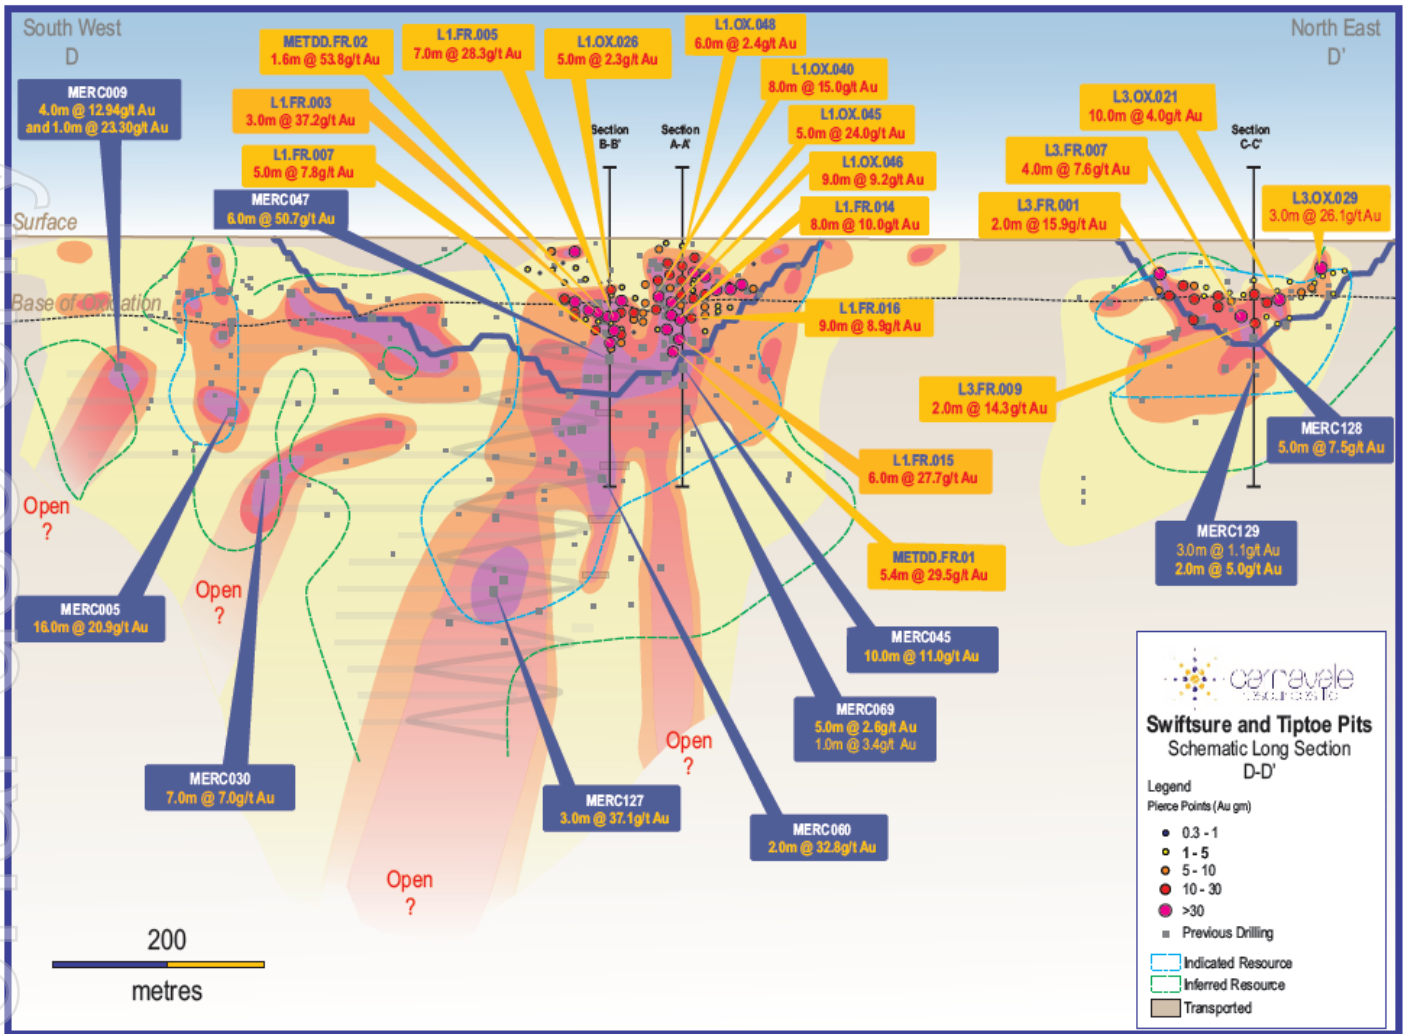 South West
D
North East
D'
METDD.FR.02
1.6m @ 53.8g/t Au
L1.FR.005
7.0m @ 28.3g/t Au
L1.OX.026
5.0m @ 2.3g/t Au
L1.OX.048
6.0m @ 2.4g/t Au
L1.OX.040
8.0m @ 15.0g/t Au
MERC009
4.0m @ 12.94g/t Au
and 1.0m @ 23.30g/t Au
L1.FR.003
3.0m @ 37.2g/t Au
L1.OX.045
5.0m @ 24.0g/t Au
L3.OX.021
10.0m @ 4.0g/t Au
Section
B-B'
Section
A-A'
Section
C-C'
L1.FR.007
5.0m @ 7.8g/t Au
L1.OX.046
9.0m @ 9.2g/t Au
L3.FR.007
4.0m @ 7.6g/t Au
MERC047
6.0m @ 50.7g/t Au
L1.FR.014
8.0m @ 10.0g/t Au
L3.FR.001
2.0m @ 15.9g/t Au
L3.OX.029
3.0m @ 26.1g/t Au
Surface
Base of Oxidation
L1.FR.016
9.0m @ 8.9g/t Au
L3.FR.009
2.0m @ 14.3g/t Au
MERC128
5.0m @ 7.5g/t Au
L1.FR.015
6.0m @ 27.7g/t Au
Open
?
MERC129
3.0m @ 1.1g/t Au
2.0m @ 5.0g/t Au
METDD.FR.01
5.4m @ 29.5g/t Au
Open
?
MERC005
16.0m @ 20.9g/t Au
MERC045
10.0m @ 11.0g/t Au
MERC069
5.0m @ 2.6g/t Au
1.0m @ 3.4g/t Au
Open
?
MERC030
7.0m @ 7.0g/t Au
MERC127
3.0m @ 37.1g/t Au
MERC060
2.0m @ 32.8g/t Au
Open
?
200
metres
carnavale
resources ltd
Swiftsure and Tiptoe Pits
Schematic Long Section
D-D'
Legend
Pierce Points (Au gm)
0.3 - 1
1 - 5
5 - 10
10 - 30
>30
Previous Drilling
Indicated Resource
Inferred Resource
Transported